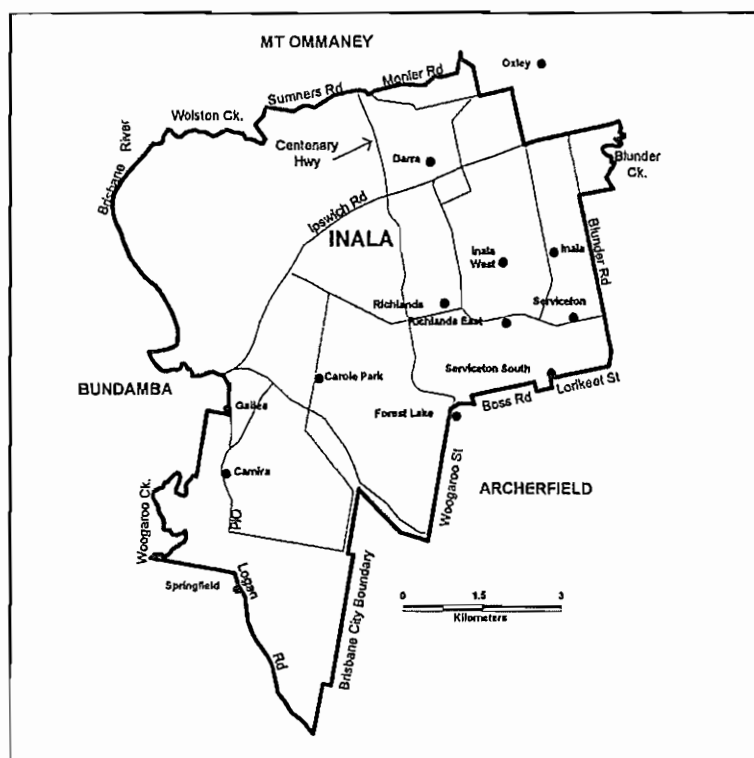 MT OMMANEY
Oxley
Monier Rd
Sumners Rd
Wolston Ck.
Brisbane River
Centenary
Hwy
Darra
Blunder
Ck.
Ipswich Rd
INALA
Inala
West
Inala
Blunder Rd
Richlands
Richlands East
Serviceton
Serviceton South
Lorikeet St
Boss Rd
BUNDAMBA
Carole Park
Gailes
Forest Lake
Woogaroo St
ARCHERFIELD
Camira
Woogaroo Ck.
Old
Logan
Rd
Springfield
Brisbane City Boundary
0 1.5 3
Kilometers